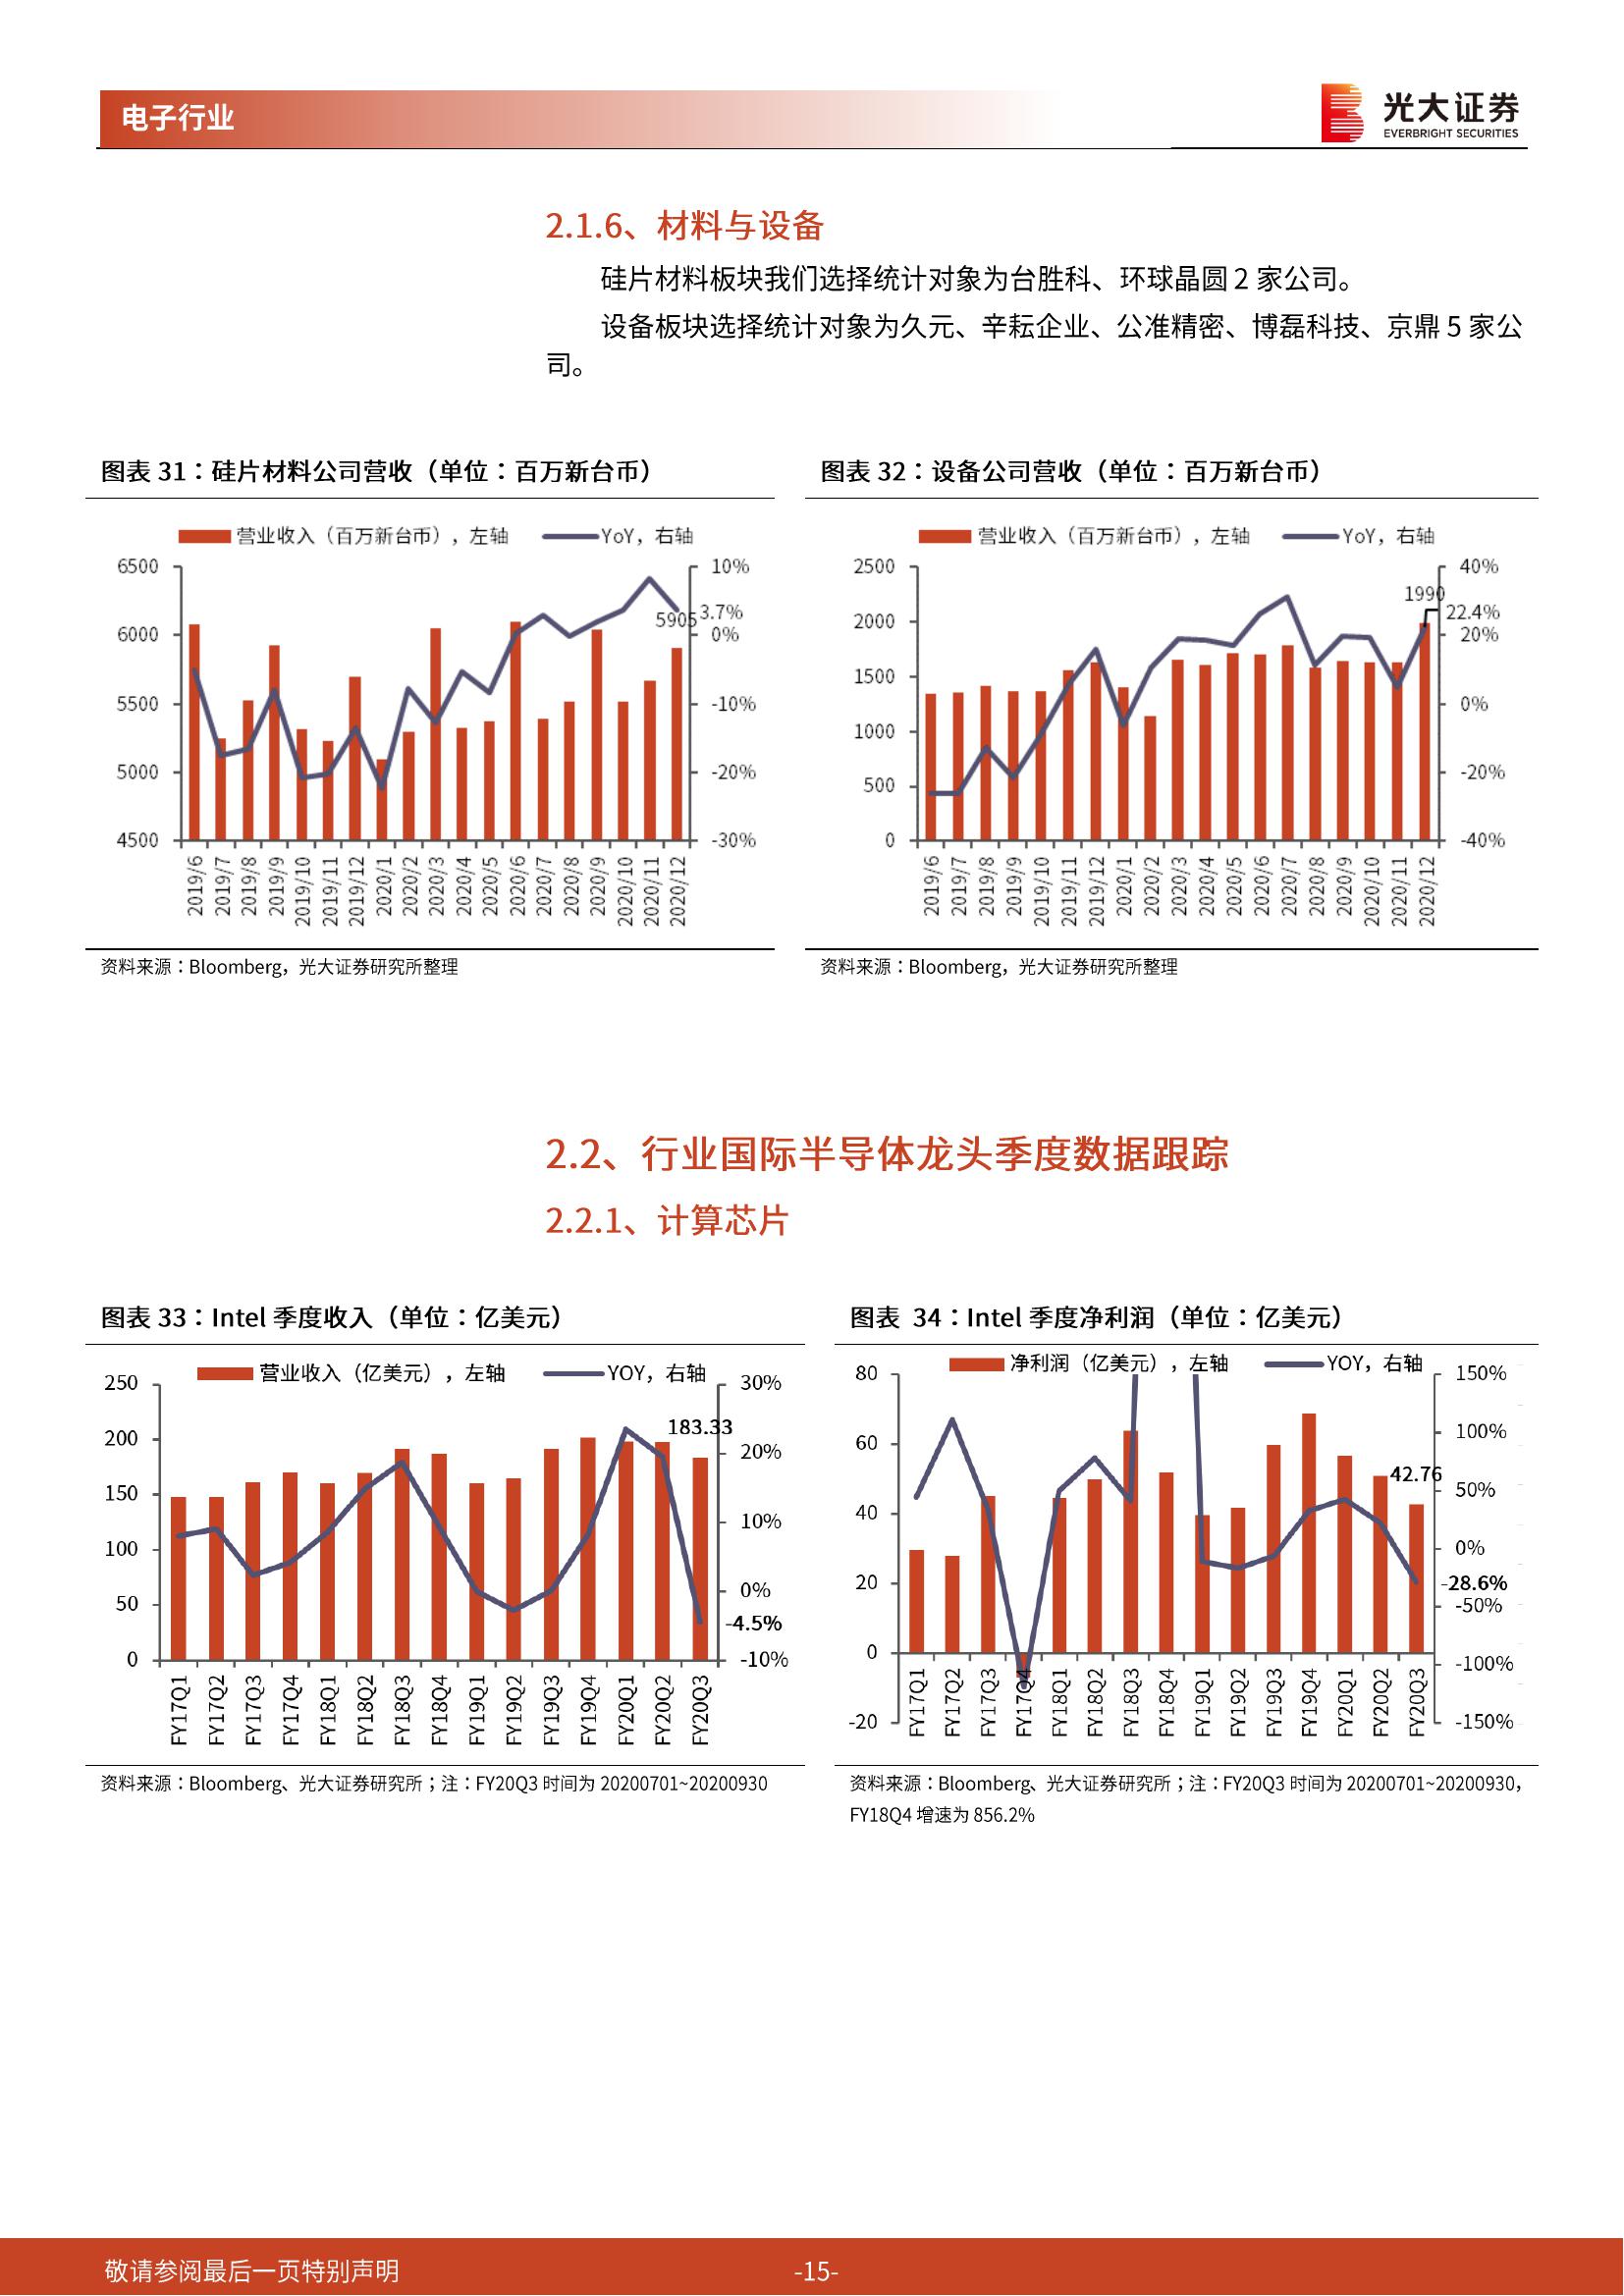 电子行业
光大证券
EVERBRIGHT SECURITIES
2.1.6、材料与设备
硅片材料板块我们选择统计对象为台胜科、环球晶圆 2 家公司。
设备板块选择统计对象为久元、辛耘企业、公准精密、博磊科技、京鼎 5 家公
司。
图表 31：硅片材料公司营收（单位：百万新台币）
营业收入（百万新台币），左轴 YoY，右轴
6500
6000
5500
5000
4500
10%
0%
-10%
-20%
-30%
5905
3.7%
2019/6
2019/7
2019/8
2019/9
2019/10
2019/11
2019/12
2020/1
2020/2
2020/3
2020/4
2020/5
2020/6
2020/7
2020/8
2020/9
2020/10
2020/11
2020/12
资料来源：Bloomberg，光大证券研究所整理
图表 32：设备公司营收（单位：百万新台币）
营业收入（百万新台币），左轴 YoY，右轴
2500
2000
1500
1000
500
0
40%
20%
0%
-20%
-40%
1990
22.4%
2019/6
2019/7
2019/8
2019/9
2019/10
2019/11
2019/12
2020/1
2020/2
2020/3
2020/4
2020/5
2020/6
2020/7
2020/8
2020/9
2020/10
2020/11
2020/12
资料来源：Bloomberg，光大证券研究所整理
2.2、行业国际半导体龙头季度数据跟踪
2.2.1、计算芯片
图表 33：Intel 季度收入（单位：亿美元）
营业收入（亿美元），左轴 YOY，右轴
250
200
150
100
50
0
30%
20%
10%
0%
-10%
183.33
-4.5%
FY17Q1
FY17Q2
FY17Q3
FY17Q4
FY18Q1
FY18Q2
FY18Q3
FY18Q4
FY19Q1
FY19Q2
FY19Q3
FY19Q4
FY20Q1
FY20Q2
FY20Q3
资料来源：Bloomberg、光大证券研究所；注：FY20Q3 时间为 20200701~20200930
图表 34：Intel 季度净利润（单位：亿美元）
净利润（亿美元），左轴 YOY，右轴
80
60
40
20
0
-20
150%
100%
50%
0%
-50%
-100%
-150%
42.76
-28.6%
FY17Q1
FY17Q2
FY17Q3
FY17Q4
FY18Q1
FY18Q2
FY18Q3
FY18Q4
FY19Q1
FY19Q2
FY19Q3
FY19Q4
FY20Q1
FY20Q2
FY20Q3
资料来源：Bloomberg、光大证券研究所；注：FY20Q3 时间为 20200701~20200930，
FY18Q4 增速为 856.2%
敬请参阅最后一页特别声明
-15-